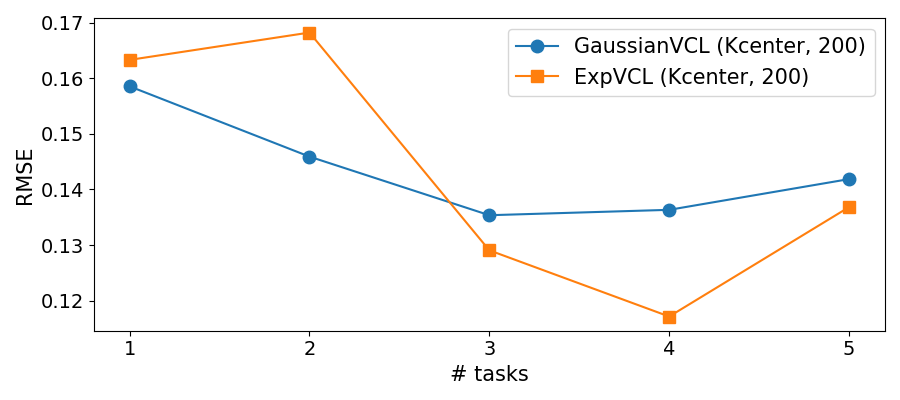 0.17
0.16
0.15
0.14
0.13
0.12
RMSE
GaussianVCL (Kcenter, 200)
ExpVCL (Kcenter, 200)
1 2 3 4 5
# tasks